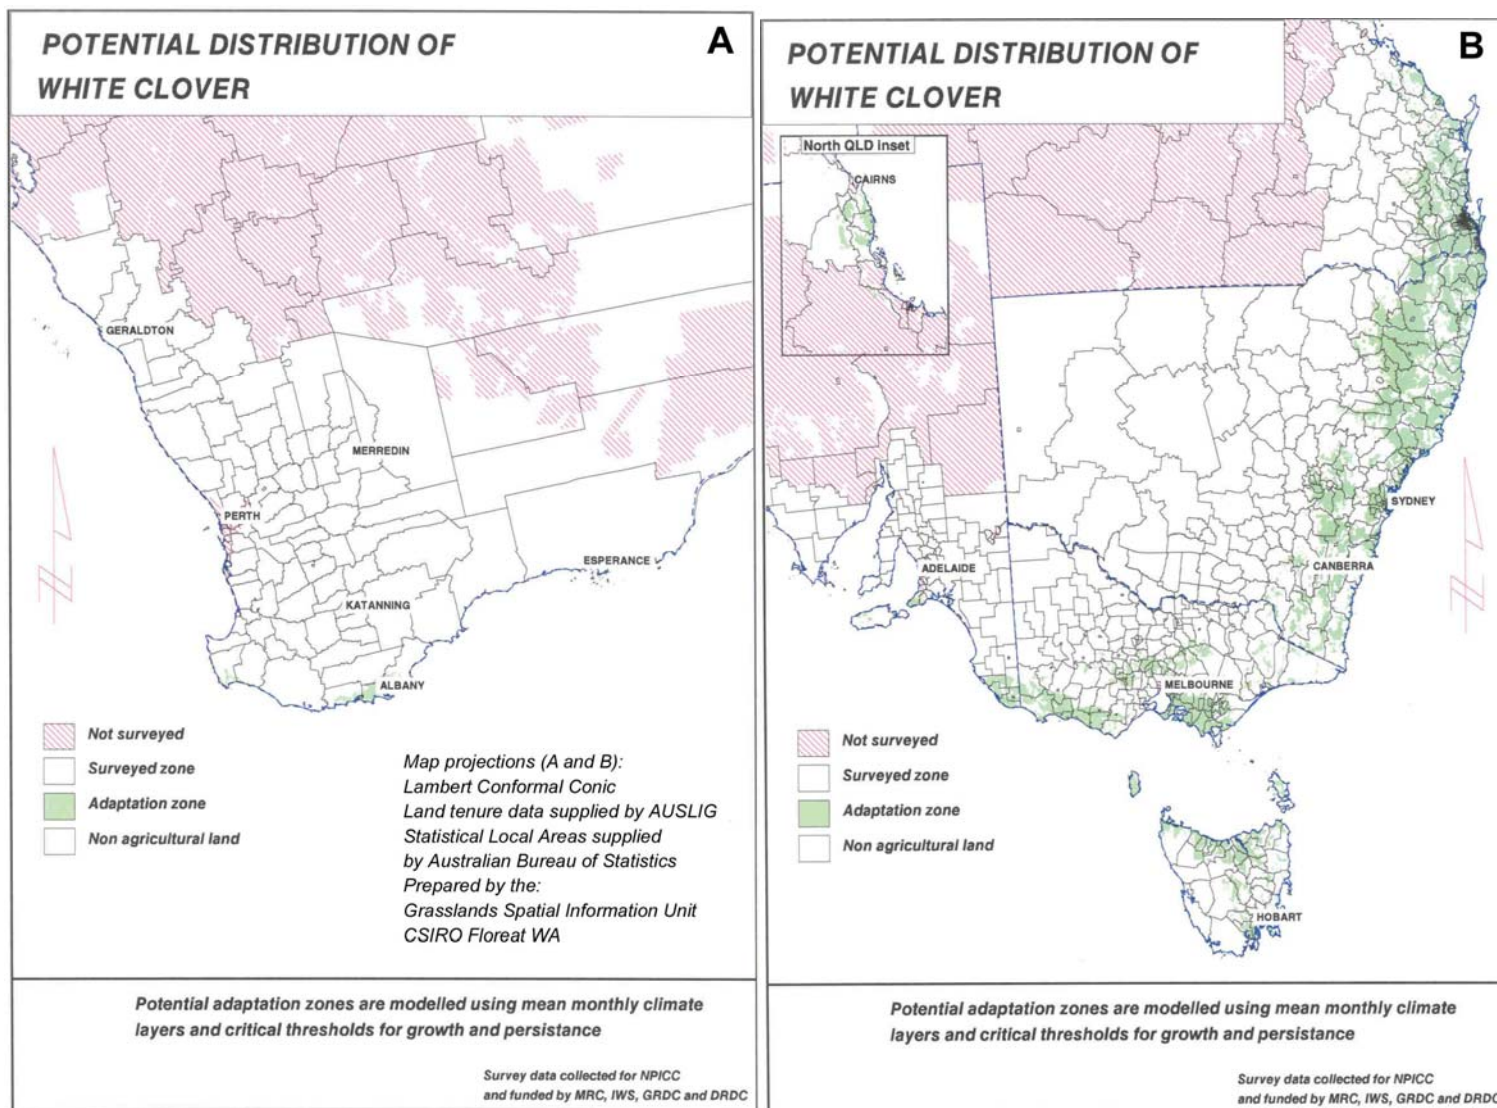 POTENTIAL DISTRIBUTION OF
WHITE CLOVER
A
GERALDTON
MERREDIN
PERTH
ESPERANCE
KATANNING
ALBANY
Not surveyed
Surveyed zone
Adaptation zone
Non agricultural land
Map projections (A and B):
Lambert Conformal Conic
Land tenure data supplied by AUSLIG
Statistical Local Areas supplied
by Australian Bureau of Statistics
Prepared by the:
Grasslands Spatial Information Unit
CSIRO Floreat WA
Potential adaptation zones are modelled using mean monthly climate
layers and critical thresholds for growth and persistance
Survey data collected for NPICC
and funded by MRC, IWS, GRDC and DRDC
POTENTIAL DISTRIBUTION OF
WHITE CLOVER
B
North QLD inset
CAIRNS
SYDNEY
ADELAIDE
CANBERRA
MELBOURNE
HOBART
Not surveyed
Surveyed zone
Adaptation zone
Non agricultural land
Potential adaptation zones are modelled using mean monthly climate
layers and critical thresholds for growth and persistance
Survey data collected for NPICC
and funded by MRC, IWS, GRDC and DRDC